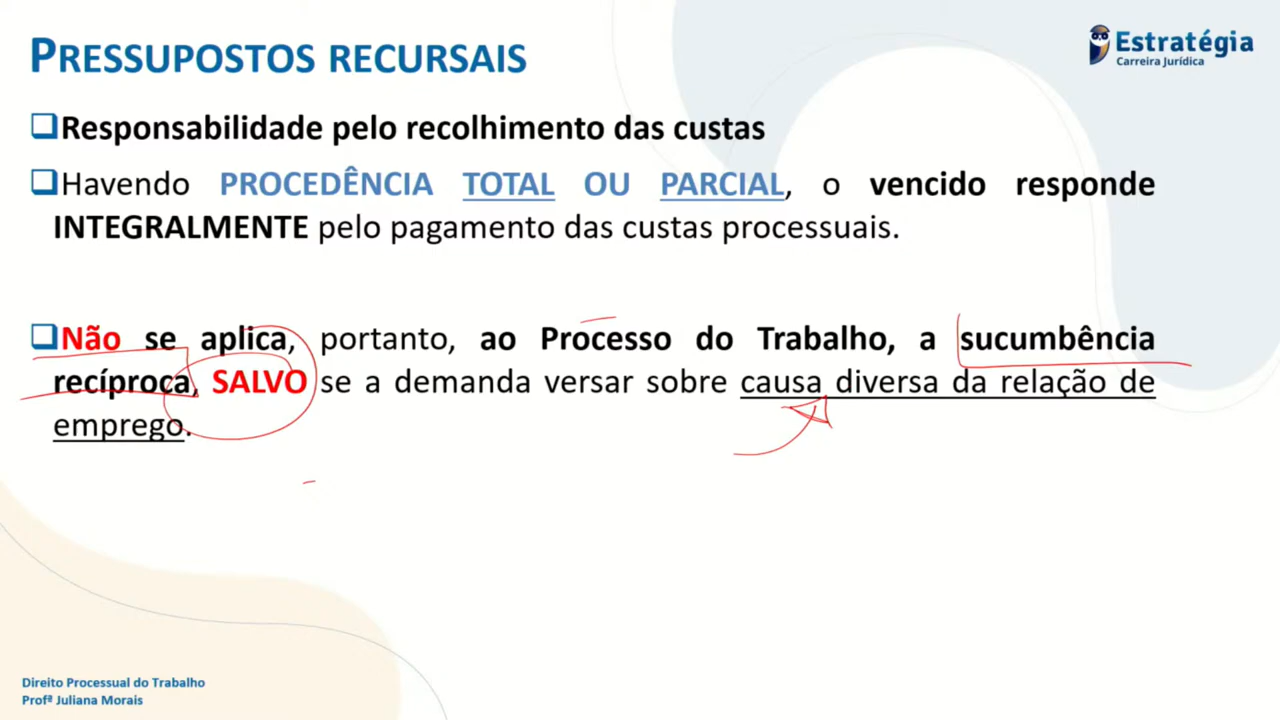 PRESSUPOSTOS RECURSAIS
Estratégia
Carreira Jurídica
Responsabilidade pelo recolhimento das custas
Havendo PROCEDÊNCIA TOTAL OU PARCIAL, o vencido responde
INTEGRALMENTE pelo pagamento das custas processuais.
Não se aplica, portanto, ao Processo do Trabalho, a sucumbência
recíproca, SALVO se a demanda versar sobre causa diversa da relação de
emprego.
Direito Processual do Trabalho
Profª Juliana Morais